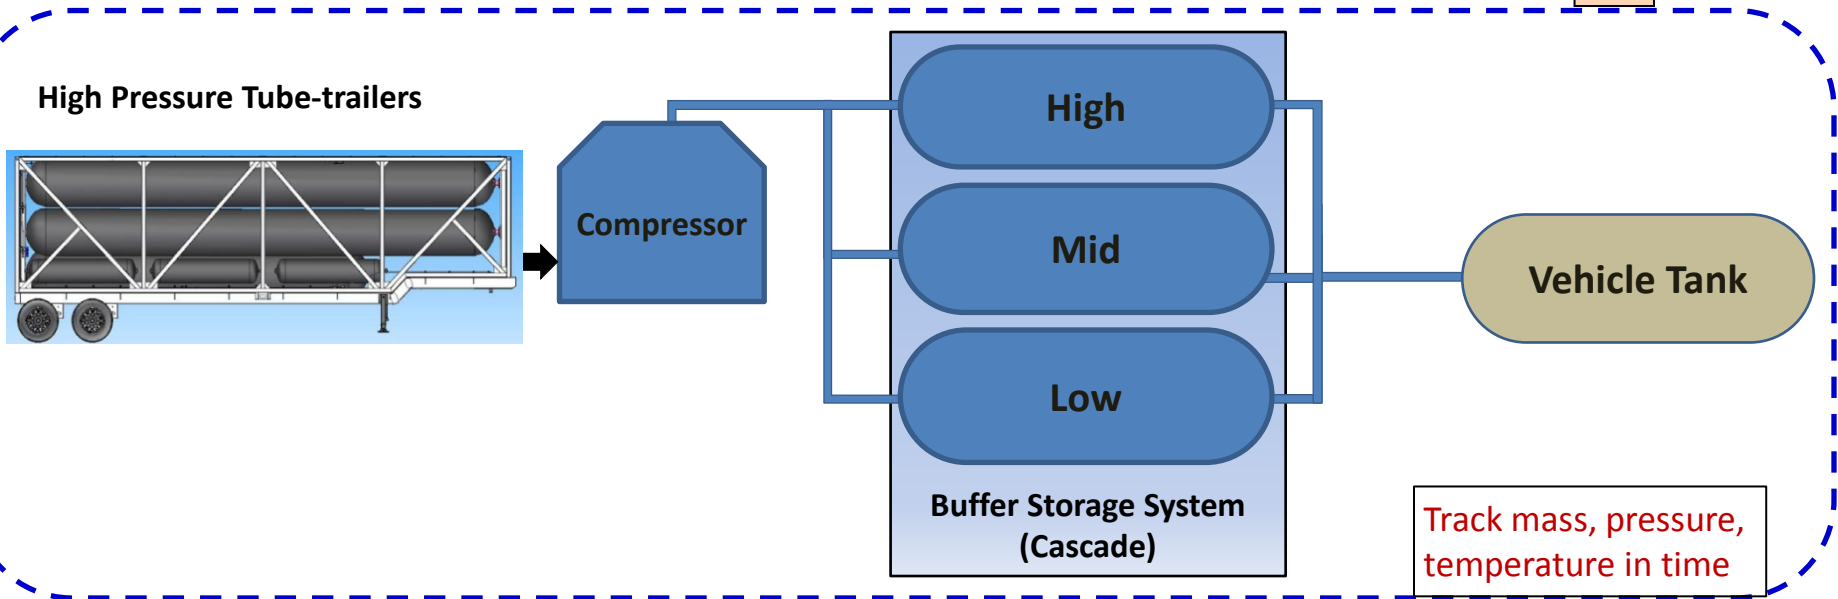 High Pressure Tube-trailers
Compressor
High
Mid
Low
Buffer Storage System
(Cascade)
Vehicle Tank
Track mass, pressure,
temperature in time